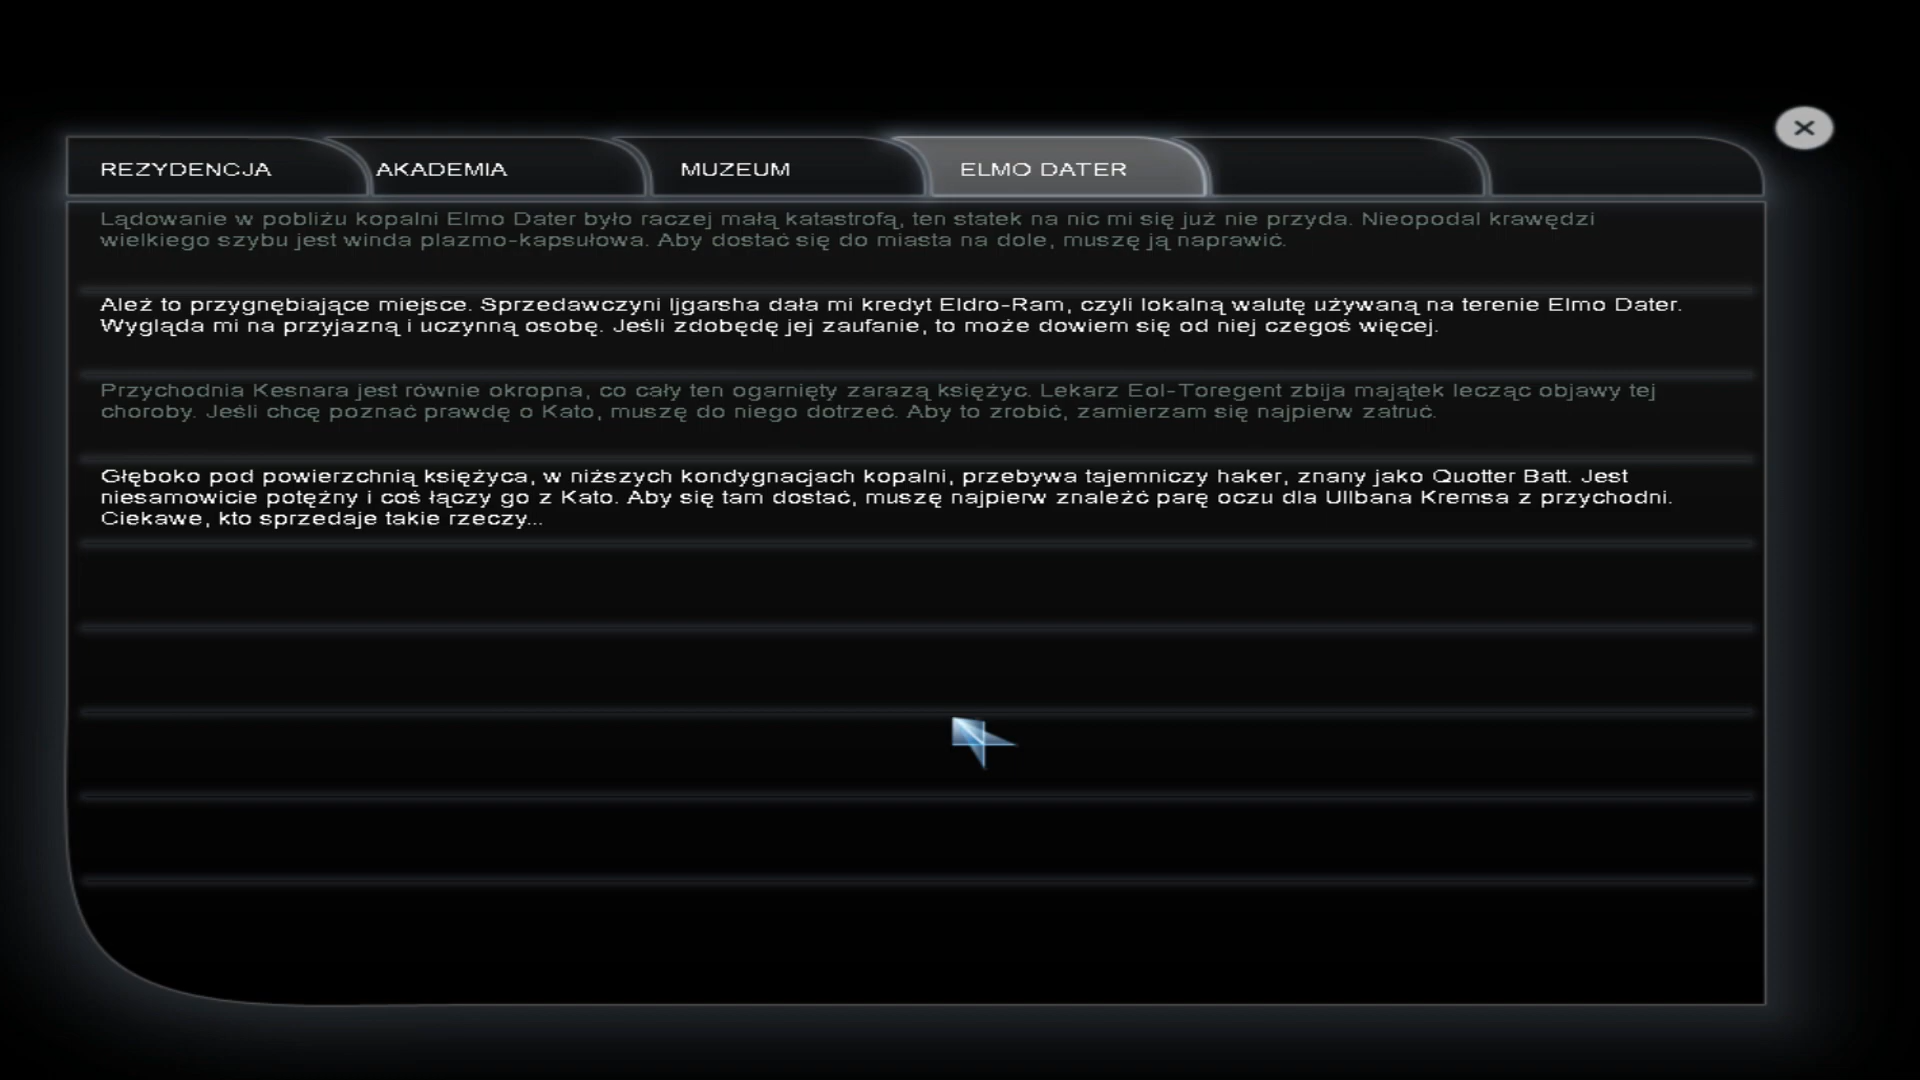 REZYDENCJA AKADEMIA MUZEUM ELMO DATER
Lądowanie w pobliżu kopalni Elmo Dater było raczej małą katastrofą, ten statek na nic mi się już nie przyda. Nieopodal krawędzi
wielkiego szybu jest winda plazmo-kapsułowa. Aby dostać się do miasta na dole, muszę ją naprawić.
Ależ to przygnębiające miejsce. Sprzedawczyni Ijgarsha dała mi kredyt Eldro-Ram, czyli lokalną walutę używaną na terenie Elmo Dater.
Wygląda mi na przyjazną i uczynną osobę. Jeśli zdobędę jej zaufanie, to może dowiem się od niej czegoś więcej.
Przychodnia Kesnara jest równie okropna, co cały ten ogarnięty zarazą księżyc. Lekarz Eol-Toregent zbija majątek lecząc objawy tej
choroby. Jeśli chcę poznać prawdę o Kato, muszę do niego dotrzeć. Aby to zrobić, zamierzam się najpierw zatruć.
Głęboko pod powierzchnią księżyca, w niższych kondygnacjach kopalni, przebywa tajemniczy haker, znany jako Quotter Batt. Jest
niesamowicie potężny i coś łączy go z Kato. Aby się tam dostać, muszę najpierw znaleźć parę oczu dla Ullbana Kremsa z przychodni.
Ciekawe, kto sprzedaje takie rzeczy...